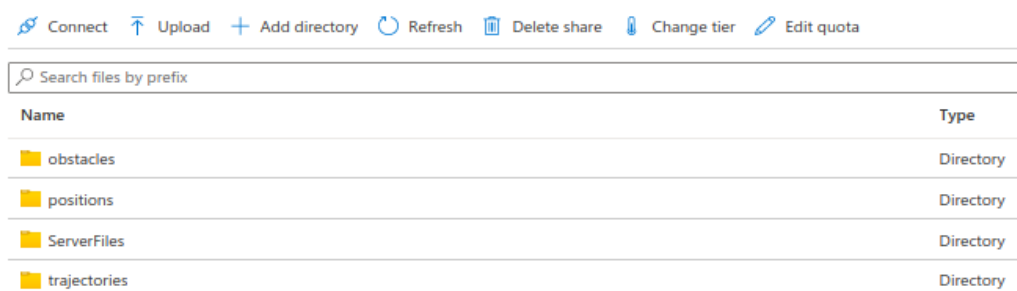 Connect Upload Add directory Refresh Delete share Change tier Edit quota
Search files by prefix
Name Type
obstacles Directory
positions Directory
ServerFiles Directory
trajectories Directory